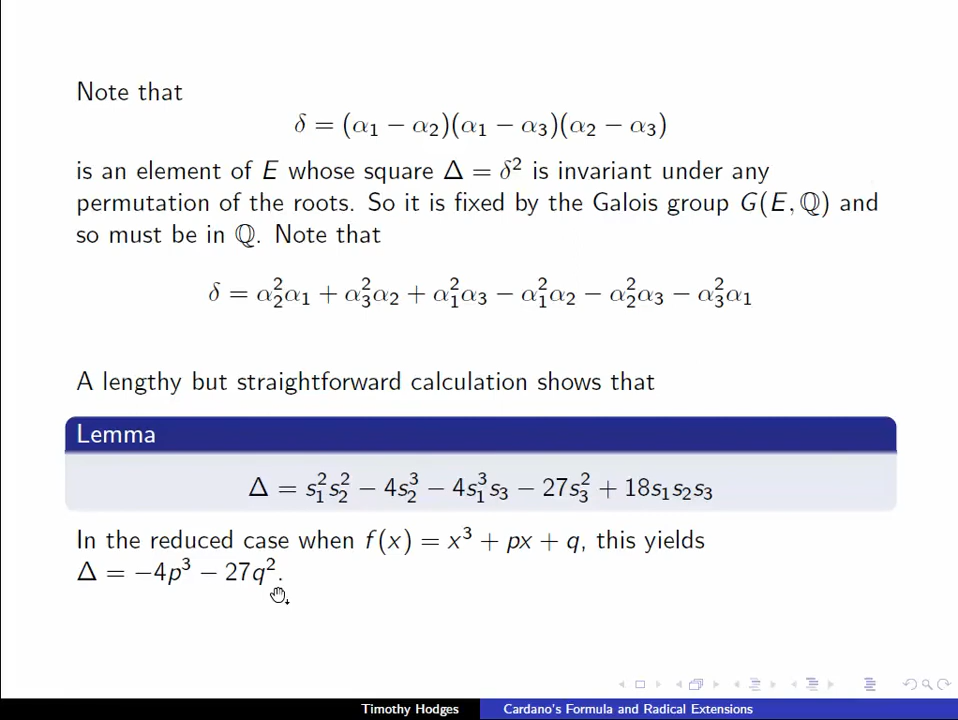 Note that
δ = (α₁ − α₂)(α₁ − α₃)(α₂ − α₃)
is an element of E whose square Δ = δ² is invariant under any
permutation of the roots. So it is fixed by the Galois group G(E, ℚ) and
so must be in ℚ. Note that
δ = α₂²α₁ + α₃²α₂ + α₁²α₃ − α₁²α₂ − α₂²α₃ − α₃²α₁
A lengthy but straightforward calculation shows that
Lemma
Δ = s₁²s₂² − 4s₂³ − 4s₁³s₃ − 27s₃² + 18s₁s₂s₃
In the reduced case when f(x) = x³ + px + q, this yields
Δ = −4p³ − 27q².
Timothy Hodges Cardano's Formula and Radical Extensions